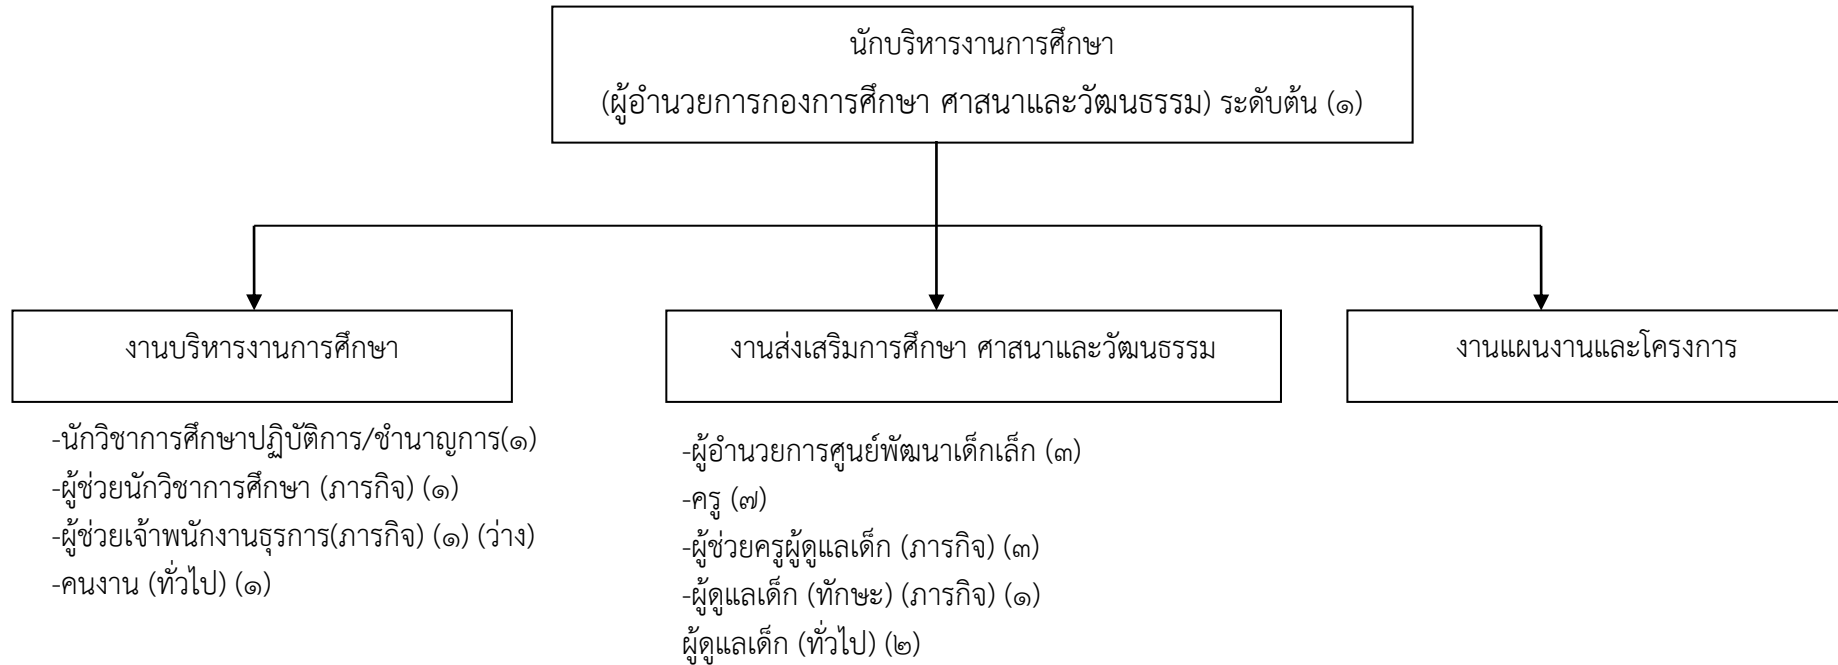 นักบริหารงานการศึกษา
(ผู้อำนวยการกองการศึกษา ศาสนาและวัฒนธรรม) ระดับต้น (๑)
งานบริหารงานการศึกษา
-นักวิชาการศึกษาปฏิบัติการ/ชำนาญการ(๑)
-ผู้ช่วยนักวิชาการศึกษา (ภารกิจ) (๑)
-ผู้ช่วยเจ้าพนักงานธุรการ(ภารกิจ) (๑) (ว่าง)
-คนงาน (ทั่วไป) (๑)
งานส่งเสริมการศึกษา ศาสนาและวัฒนธรรม
-ผู้อำนวยการศูนย์พัฒนาเด็กเล็ก (๓)
-ครู (๗)
-ผู้ช่วยครูผู้ดูแลเด็ก (ภารกิจ) (๓)
-ผู้ดูแลเด็ก (ทักษะ) (ภารกิจ) (๑)
ผู้ดูแลเด็ก (ทั่วไป) (๒)
งานแผนงานและโครงการ